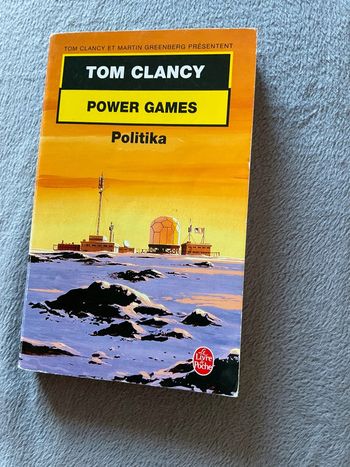 TOM CLANCY ET MARTIN GREENBERG PRÉSENTENT
TOM CLANCY
POWER GAMES
Politika
Le
Livre
de
Poche